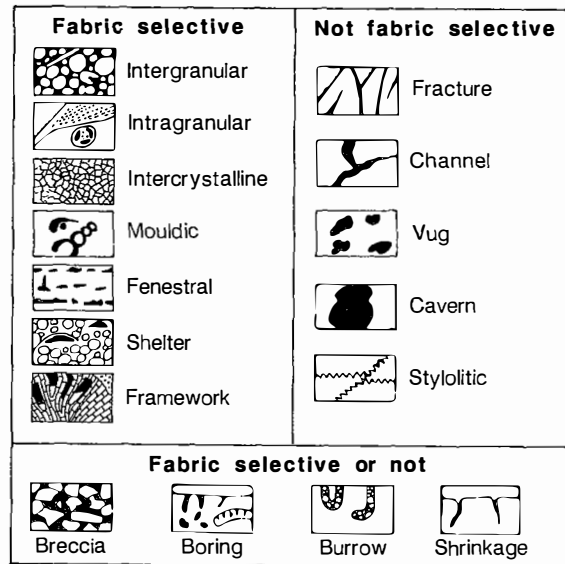 Fabric selective
Intergranular
Intragranular
Intercrystalline
Mouldic
Fenestral
Shelter
Framework
Not fabric selective
Fracture
Channel
Vug
Cavern
Stylolitic
Fabric selective or not
Breccia
Boring
Burrow
Shrinkage